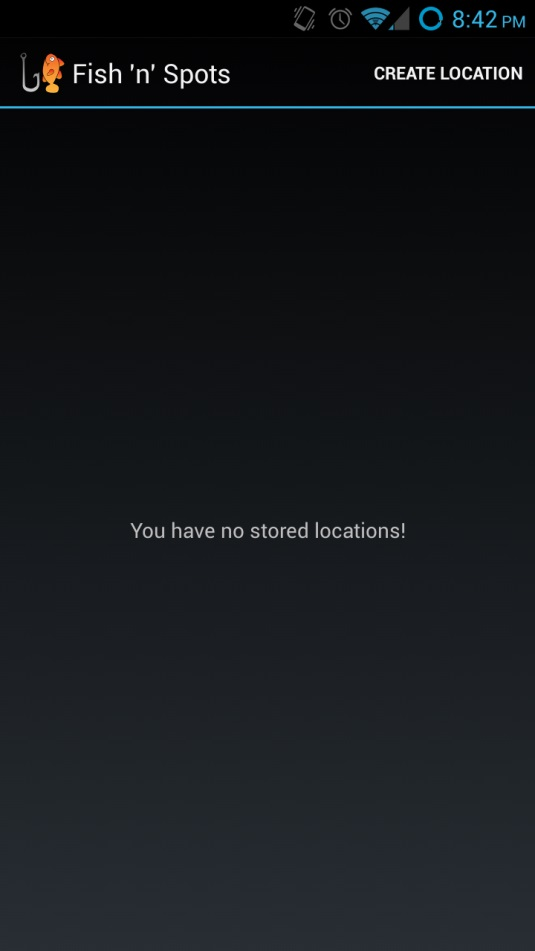 8:42 PM
Fish 'n' Spots
CREATE LOCATION
You have no stored locations!